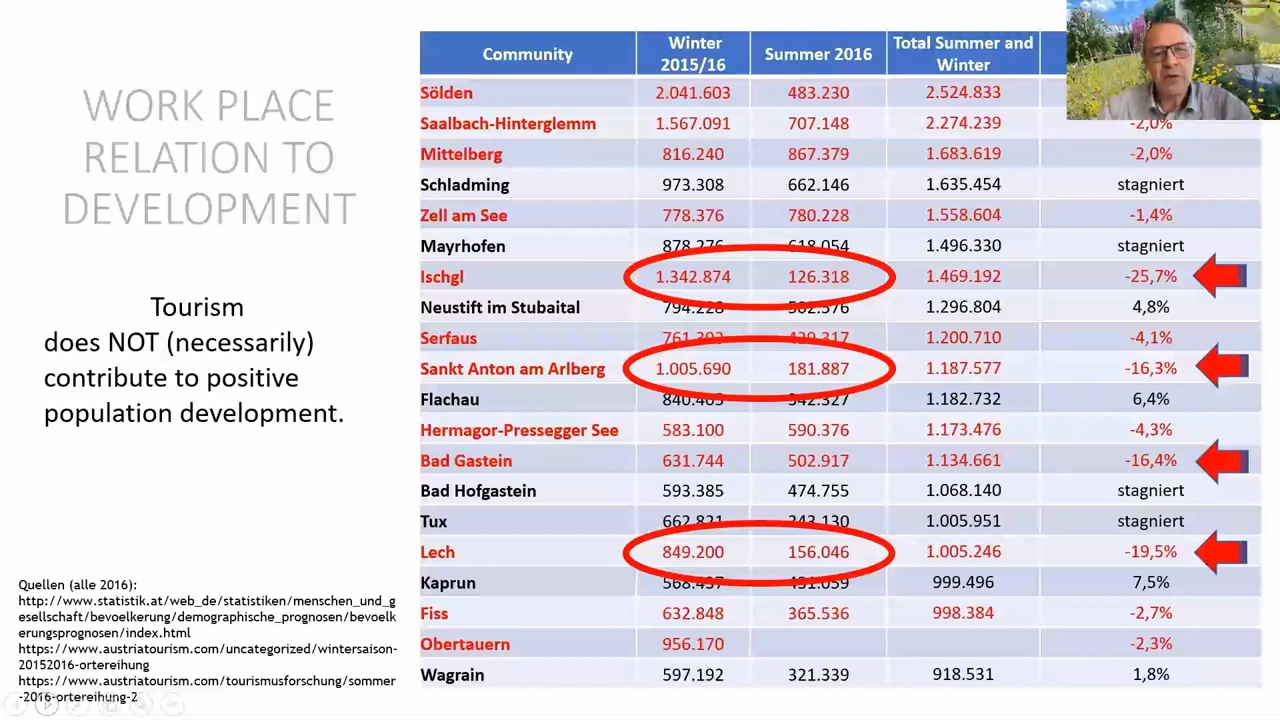 WORK PLACE
RELATION TO
DEVELOPMENT
Tourism
does NOT (necessarily)
contribute to positive
population development.
Quellen (alle 2016):
http://www.statistik.at/web_de/statistiken/menschen_und_g
esellschaft/bevoelkerung/demographische_prognosen/bevoelk
erungsprognosen/index.html
https://www.austriatourism.com/uncategorized/wintersaison-
20152016-ortereihung
https://www.austriatourism.com/tourismusforschung/sommer
-2016-ortereihung-2
Community Winter 2015/16 Summer 2016 Total Summer and Winter
Sölden 2.041.603 483.230 2.524.833
Saalbach-Hinterglemm 1.567.091 707.148 2.274.239 -2,0%
Mittelberg 816.240 867.379 1.683.619 -2,0%
Schladming 973.308 662.146 1.635.454 stagniert
Zell am See 778.376 780.228 1.558.604 -1,4%
Mayrhofen 878.276 618.054 1.496.330 stagniert
Ischgl 1.342.874 126.318 1.469.192 -25,7%
Neustift im Stubaital 794.228 502.576 1.296.804 4,8%
Serfaus 1.200.710 -4,1%
Sankt Anton am Arlberg 1.005.690 181.887 1.187.577 -16,3%
Flachau 840.405 342.327 1.182.732 6,4%
Hermagor-Pressegger See 583.100 590.376 1.173.476 -4,3%
Bad Gastein 631.744 502.917 1.134.661 -16,4%
Bad Hofgastein 593.385 474.755 1.068.140 stagniert
Tux 662.821 343.130 1.005.951 stagniert
Lech 849.200 156.046 1.005.246 -19,5%
Kaprun 568.437 431.059 999.496 7,5%
Fiss 632.848 365.536 998.384 -2,7%
Obertauern 956.170 -2,3%
Wagrain 597.192 321.339 918.531 1,8%